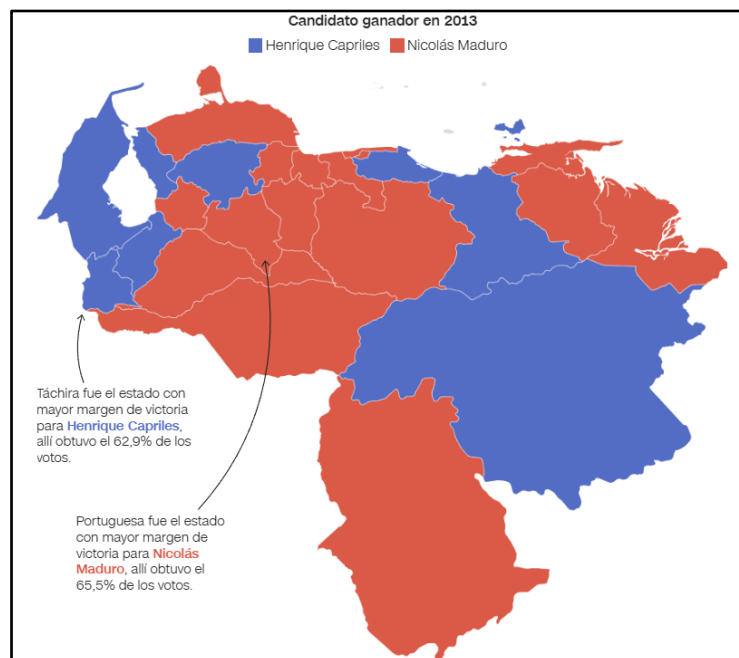 Candidato ganador en 2013
Henrique Capriles Nicolás Maduro
Táchira fue el estado con
mayor margen de victoria
para Henrique Capriles,
allí obtuvo el 62,9% de los
votos.
Portuguesa fue el estado
con mayor margen de
victoria para Nicolás
Maduro, allí obtuvo el
65,5% de los votos.